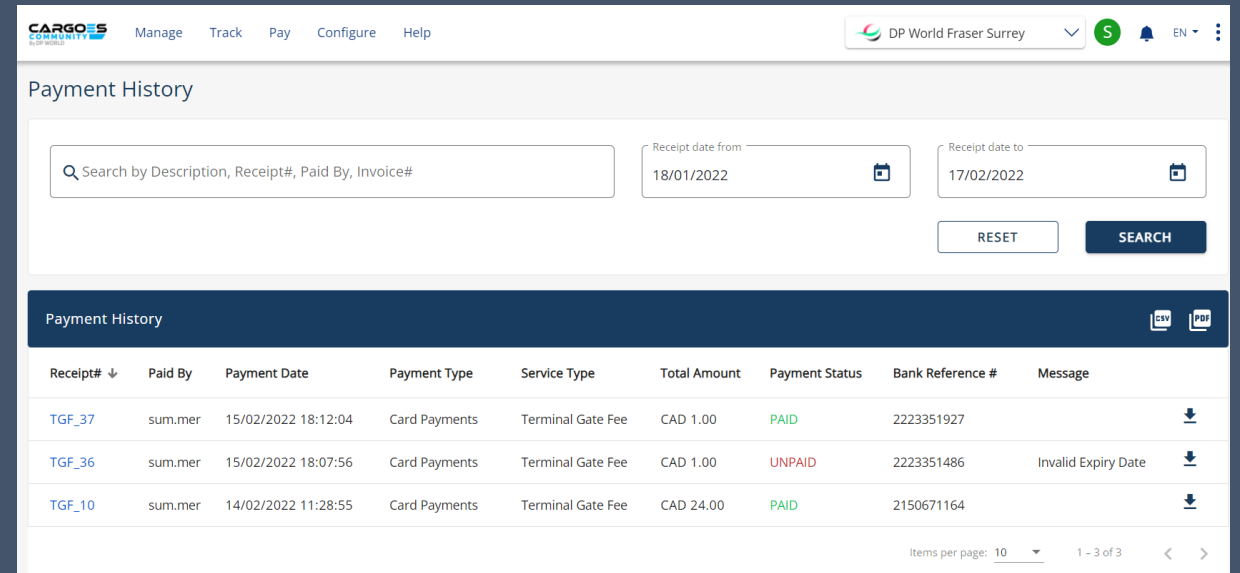 CARGOES
COMMUNITY
By DP WORLD
Manage Track Pay Configure Help
DP World Fraser Surrey
S
EN
Payment History
Search by Description, Receipt#, Paid By, Invoice#
Receipt date from
18/01/2022
Receipt date to
17/02/2022
RESET
SEARCH
Payment History
CSV
PDF
Receipt# Paid By Payment Date Payment Type Service Type Total Amount Payment Status Bank Reference # Message
TGF_37 sum.mer 15/02/2022 18:12:04 Card Payments Terminal Gate Fee CAD 1.00 PAID 2223351927
TGF_36 sum.mer 15/02/2022 18:07:56 Card Payments Terminal Gate Fee CAD 1.00 UNPAID 2223351486 Invalid Expiry Date
TGF_10 sum.mer 14/02/2022 11:28:55 Card Payments Terminal Gate Fee CAD 24.00 PAID 2150671164
Items per page: 10 1 – 3 of 3